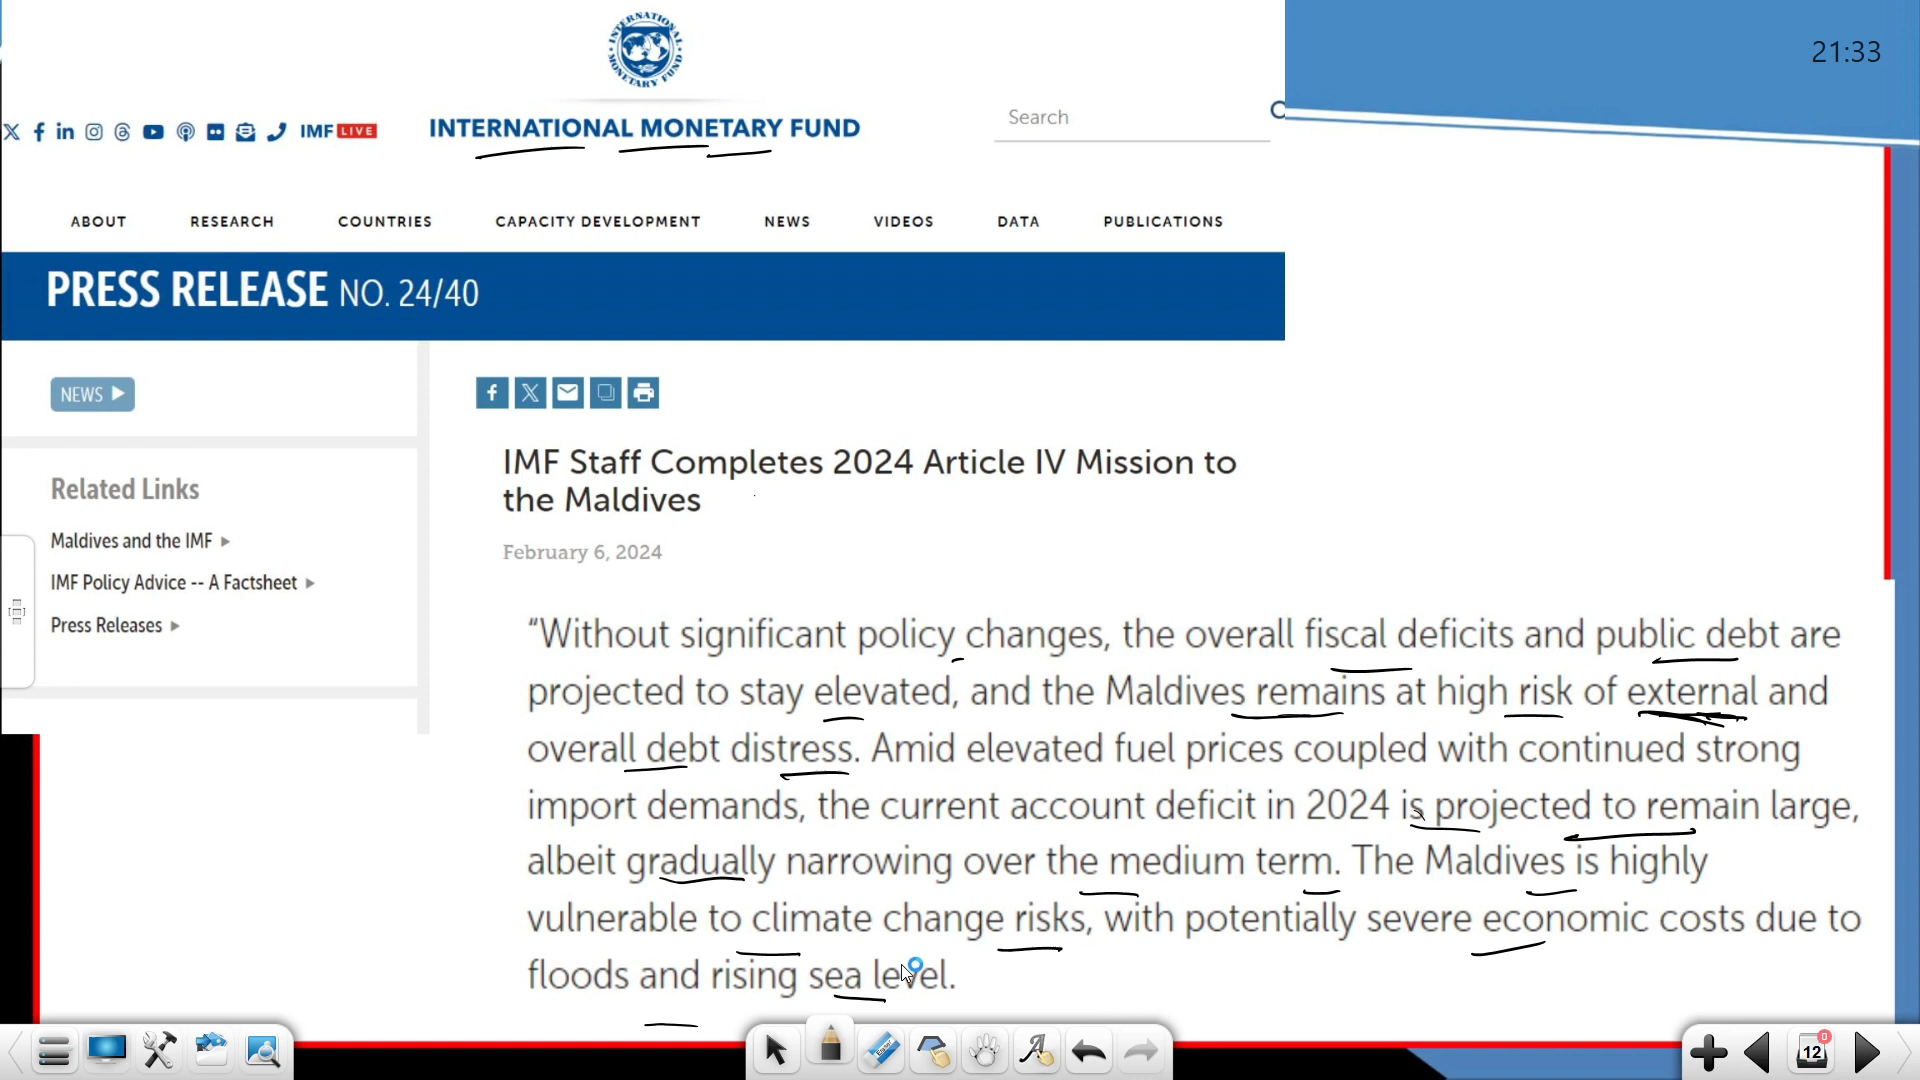 21:33
INTERNATIONAL MONETARY FUND
IMF LIVE
INTERNATIONAL MONETARY FUND
Search
ABOUT RESEARCH COUNTRIES CAPACITY DEVELOPMENT NEWS VIDEOS DATA PUBLICATIONS
PRESS RELEASE NO. 24/40
NEWS
Related Links
Maldives and the IMF
IMF Policy Advice -- A Factsheet
Press Releases
IMF Staff Completes 2024 Article IV Mission to
the Maldives
February 6, 2024
“Without significant policy changes, the overall fiscal deficits and public debt are
projected to stay elevated, and the Maldives remains at high risk of external and
overall debt distress. Amid elevated fuel prices coupled with continued strong
import demands, the current account deficit in 2024 is projected to remain large,
albeit gradually narrowing over the medium term. The Maldives is highly
vulnerable to climate change risks, with potentially severe economic costs due to
floods and rising sea level.
12
0